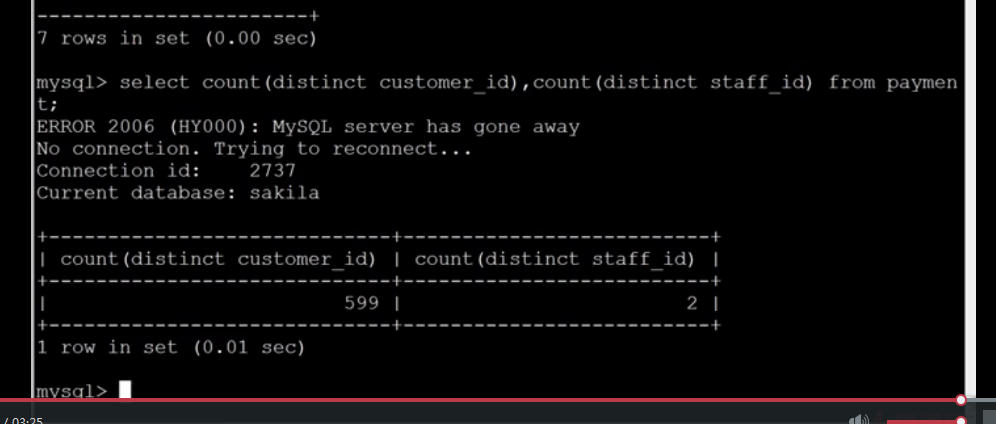 -----------------------+
7 rows in set (0.00 sec)
mysql> select count(distinct customer_id),count(distinct staff_id) from paymen
t;
ERROR 2006 (HY000): MySQL server has gone away
No connection. Trying to reconnect...
Connection id:    2737
Current database: sakila
+-----------------------------+--------------------------+
| count(distinct customer_id) | count(distinct staff_id) |
+-----------------------------+--------------------------+
|                         599 |                        2 |
+-----------------------------+--------------------------+
1 row in set (0.01 sec)
mysql>
/ 03:25